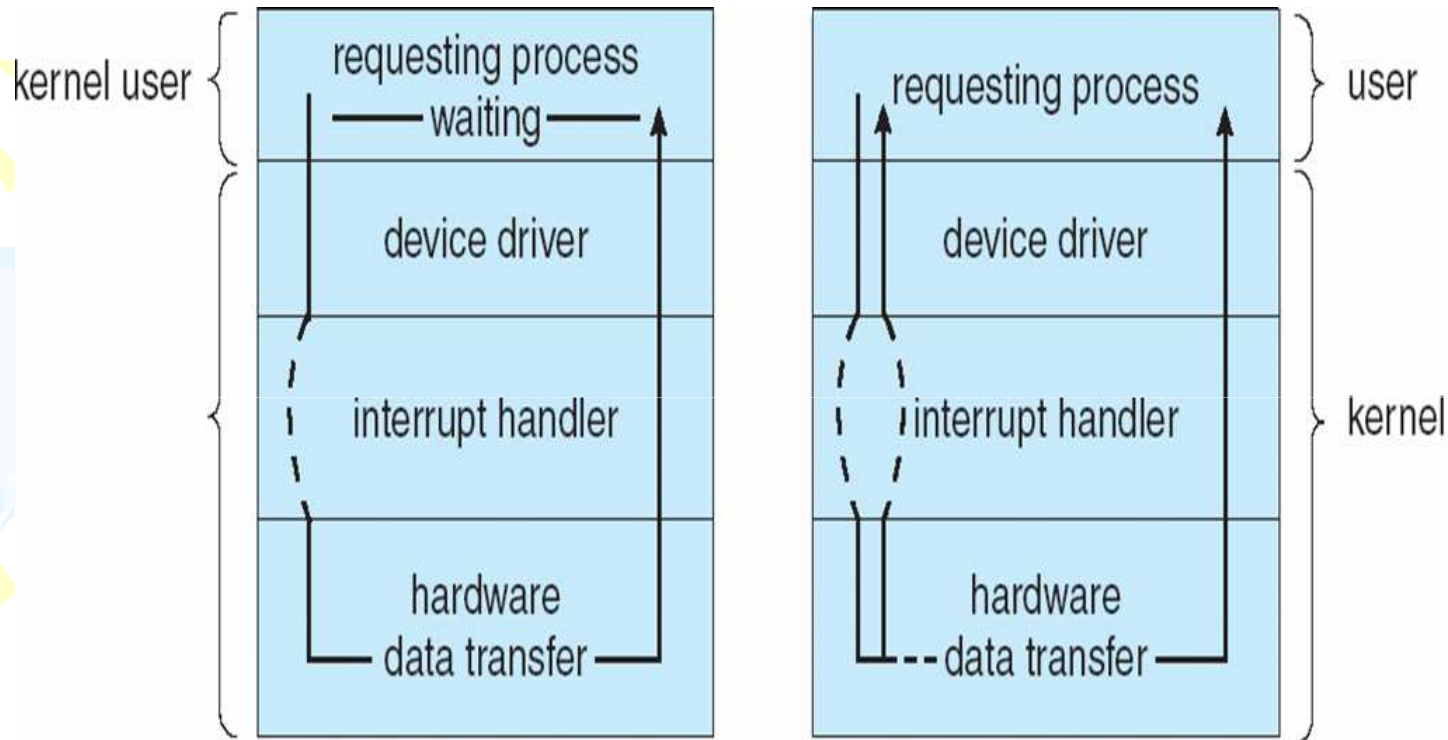 kernel user
requesting process
waiting
device driver
interrupt handler
hardware
data transfer
requesting process
device driver
interrupt handler
hardware
data transfer
user
kernel